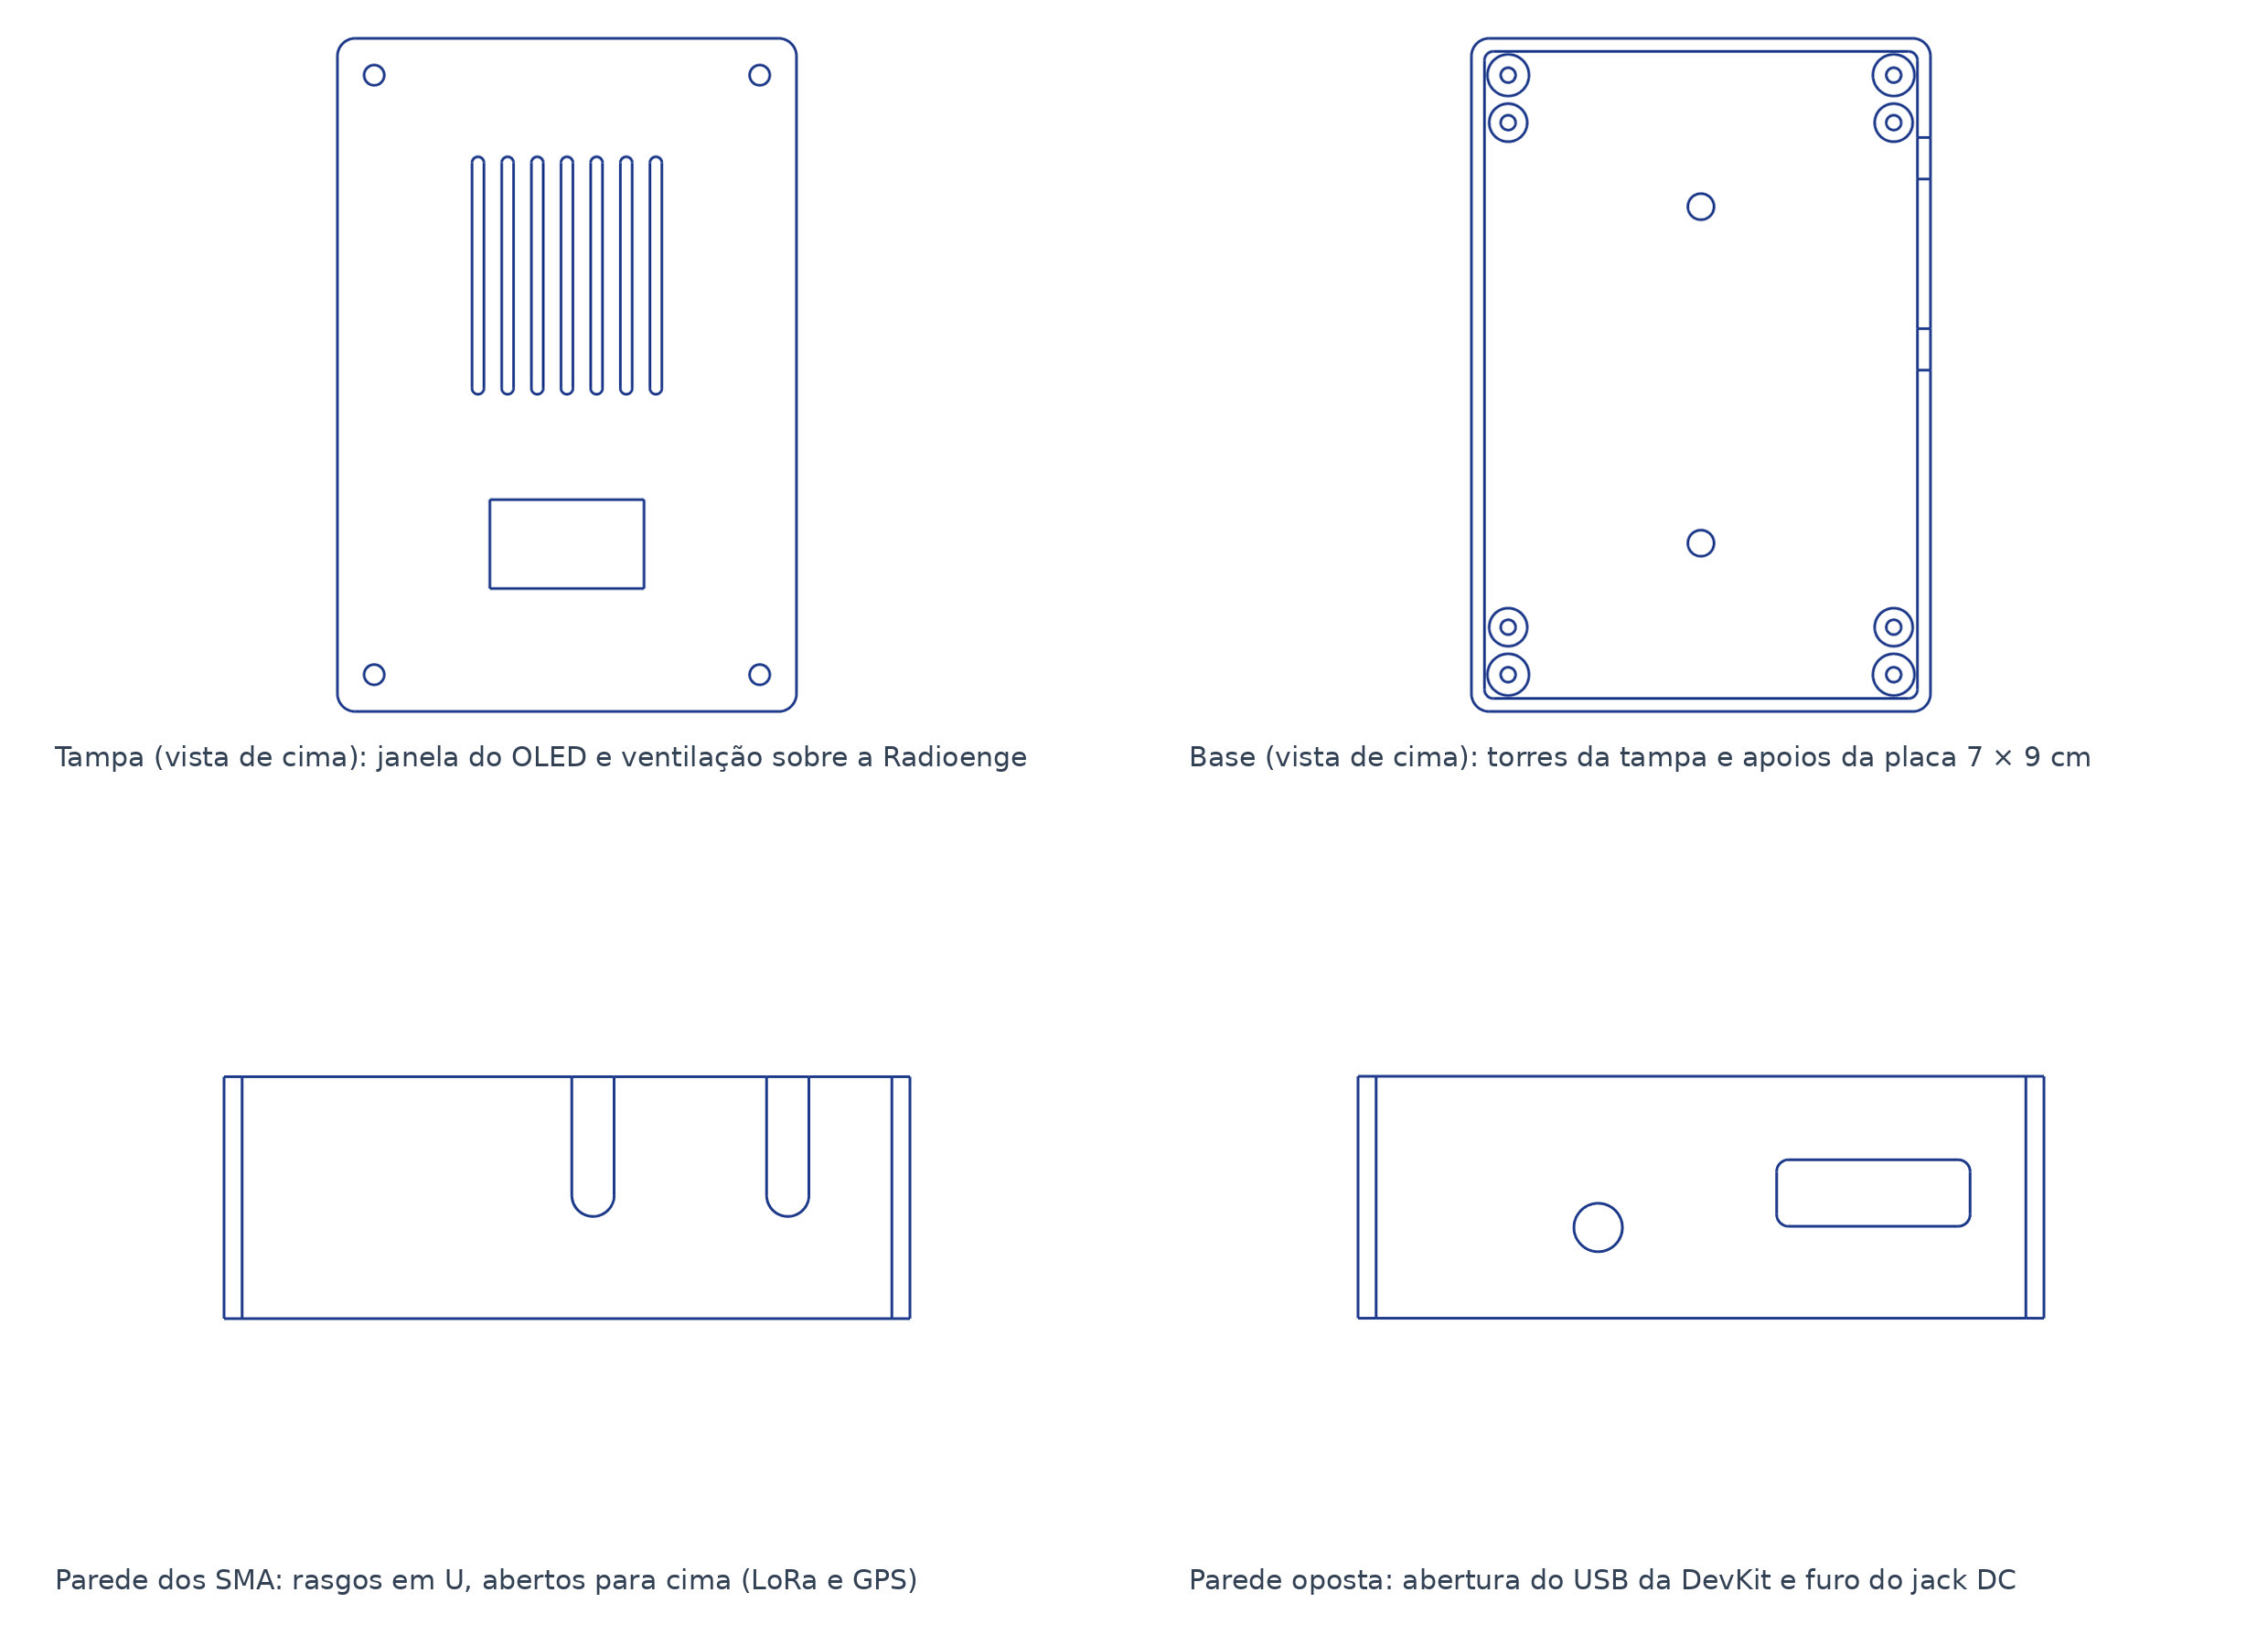 Tampa (vista de cima): janela do OLED e ventilação sobre a Radioenge
Base (vista de cima): torres da tampa e apoios da placa 7 × 9 cm
Parede dos SMA: rasgos em U, abertos para cima (LoRa e GPS)
Parede oposta: abertura do USB da DevKit e furo do jack DC